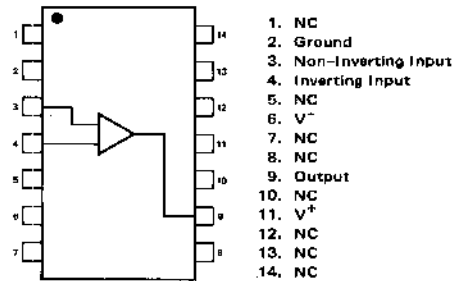 1
14
2
13
3
12
4
11
5
10
6
9
7
8
1. NC
2. Ground
3. Non-Inverting Input
4. Inverting Input
5. NC
6. V⁻
7. NC
8. NC
9. Output
10. NC
11. V⁺
12. NC
13. NC
14. NC